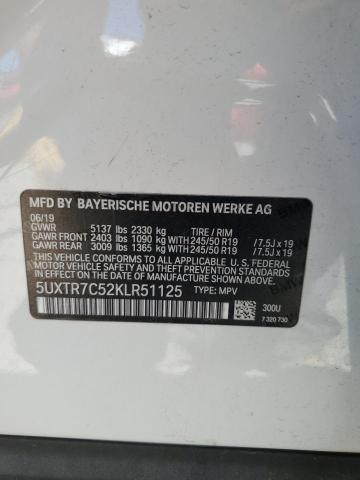 MFD BY BAYERISCHE MOTOREN WERKE AG
06/19
GVWR 5137 lbs 2330 kg TIRE / RIM
GAWR FRONT 2403 lbs 1090 kg WITH 245/50 R19 /7.5J x 19
GAWR REAR 3009 lbs 1365 kg WITH 245/50 R19 /7.5J x 19
THIS VEHICLE CONFORMS TO ALL APPLICABLE U. S. FEDERAL
MOTOR VEHICLE SAFETY STANDARDS IN EFFECT
ON THE DATE OF MANUFACTURE SHOWN ABOVE.
5UXTR7C52KLR51125 TYPE: MPV 300U
7 320 730